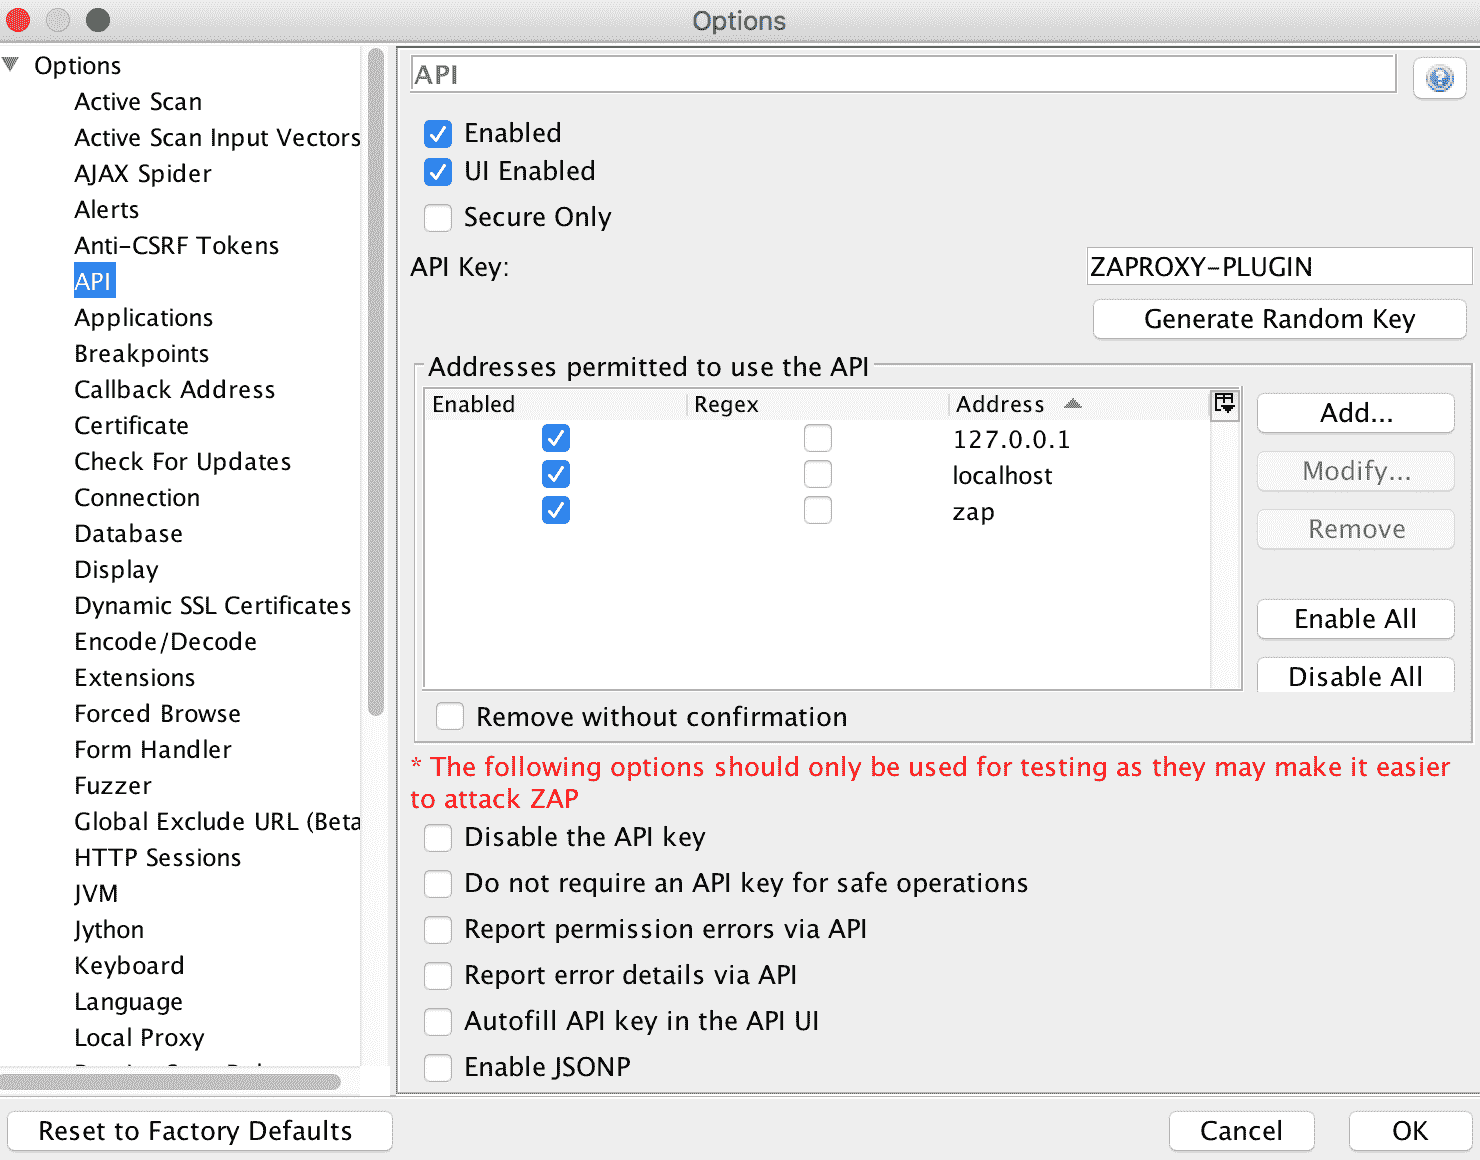 Options
Options
Active Scan
Active Scan Input Vectors
AJAX Spider
Alerts
Anti-CSRF Tokens
API
Applications
Breakpoints
Callback Address
Certificate
Check For Updates
Connection
Database
Display
Dynamic SSL Certificates
Encode/Decode
Extensions
Forced Browse
Form Handler
Fuzzer
Global Exclude URL (Beta
HTTP Sessions
JVM
Jython
Keyboard
Language
Local Proxy
API
Enabled
UI Enabled
Secure Only
API Key:
ZAPROXY-PLUGIN
Generate Random Key
Addresses permitted to use the API
Enabled Regex Address
127.0.0.1
localhost
zap
Add...
Modify...
Remove
Enable All
Disable All
Remove without confirmation
* The following options should only be used for testing as they may make it easier
to attack ZAP
Disable the API key
Do not require an API key for safe operations
Report permission errors via API
Report error details via API
Autofill API key in the API UI
Enable JSONP
Reset to Factory Defaults
Cancel
OK